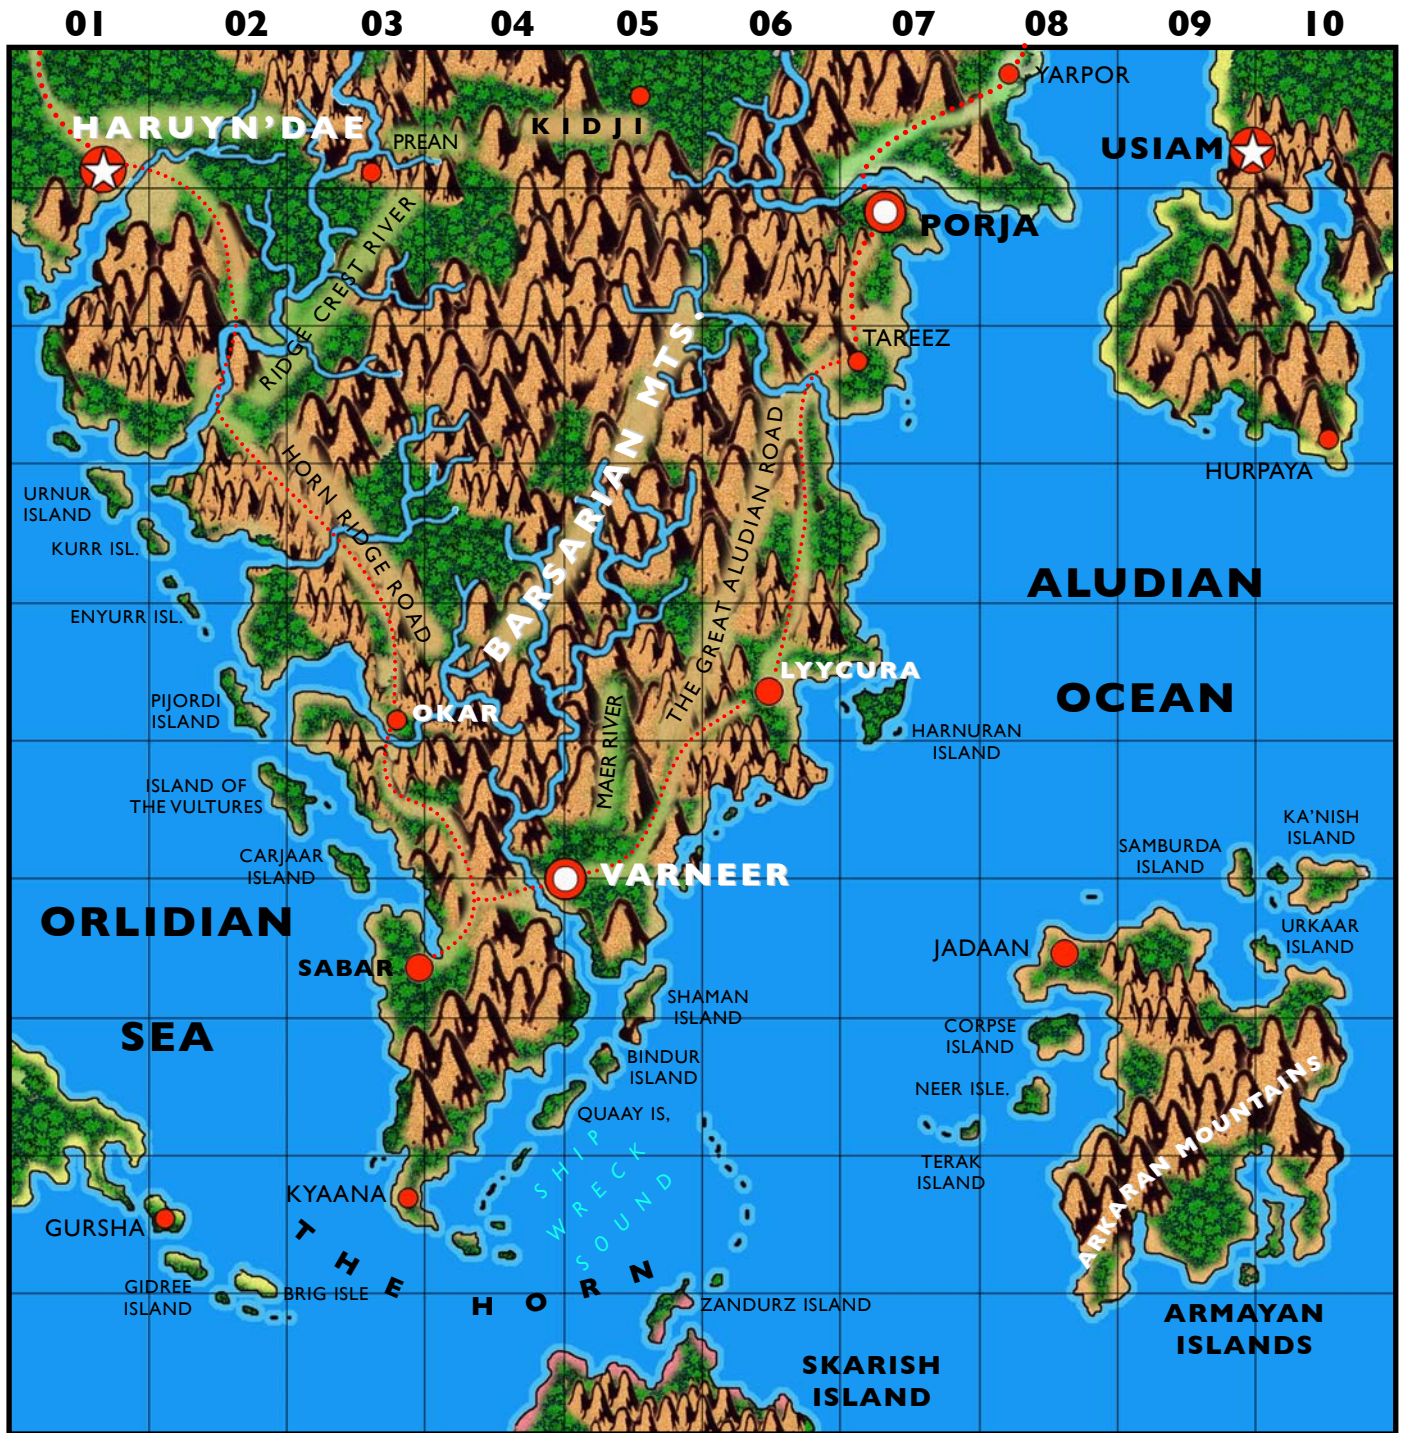 01 02 03 04 05 06 07 08 09 10
YARPOR
HARUYN'DAE
KIDJI
PREAN
USIAM
PORJA
RIDGE CREST RIVER
TAREEZ
BARSARIAN MTS.
HORN RIDGE ROAD
THE GREAT ALUDIAN ROAD
HURPAYA
URNUR
ISLAND
KURR ISL.
ENYURR ISL.
ALUDIAN
OCEAN
LYYCURA
PIJORDI
ISLAND
OKAR
HARNURAN
ISLAND
MAER RIVER
ISLAND OF
THE VULTURES
CARJAAR
ISLAND
VARNEER
KA'NISH
ISLAND
SAMBURDA
ISLAND
ORLIDIAN
SEA
URKAAR
ISLAND
JADAAN
SABAR
SHAMAN
ISLAND
CORPSE
ISLAND
BINDUR
ISLAND
NEER ISLE.
QUAAY IS,
ARKARAN MOUNTAINS
SHIP
WRECK
SOUND
TERAK
ISLAND
KYAANA
GURSHA
THE HORN
GIDREE
ISLAND
BRIG ISLE
ZANDURZ ISLAND
ARMAYAN
ISLANDS
SKARISH
ISLAND